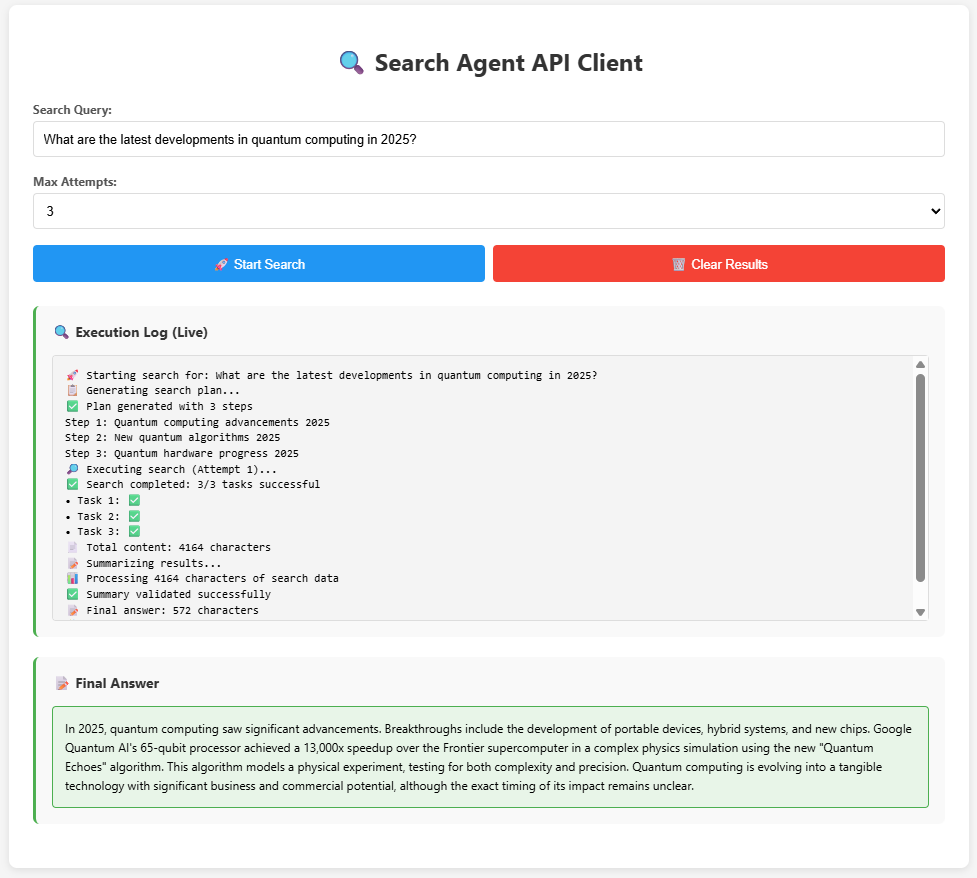 🔍 Search Agent API Client
Search Query:
What are the latest developments in quantum computing in 2025?
Max Attempts:
3
🚀 Start Search
🗑️ Clear Results
🔍 Execution Log (Live)
🚀 Starting search for: What are the latest developments in quantum computing in 2025?
📋 Generating search plan...
✅ Plan generated with 3 steps
Step 1: Quantum computing advancements 2025
Step 2: New quantum algorithms 2025
Step 3: Quantum hardware progress 2025
🔎 Executing search (Attempt 1)...
✅ Search completed: 3/3 tasks successful
• Task 1: ✅
• Task 2: ✅
• Task 3: ✅
📄 Total content: 4164 characters
📝 Summarizing results...
📊 Processing 4164 characters of search data
✅ Summary validated successfully
📝 Final answer: 572 characters
📝 Final Answer
In 2025, quantum computing saw significant advancements. Breakthroughs include the development of portable devices, hybrid systems, and new chips. Google
Quantum AI's 65-qubit processor achieved a 13,000x speedup over the Frontier supercomputer in a complex physics simulation using the new "Quantum
Echoes" algorithm. This algorithm models a physical experiment, testing for both complexity and precision. Quantum computing is evolving into a tangible
technology with significant business and commercial potential, although the exact timing of its impact remains unclear.